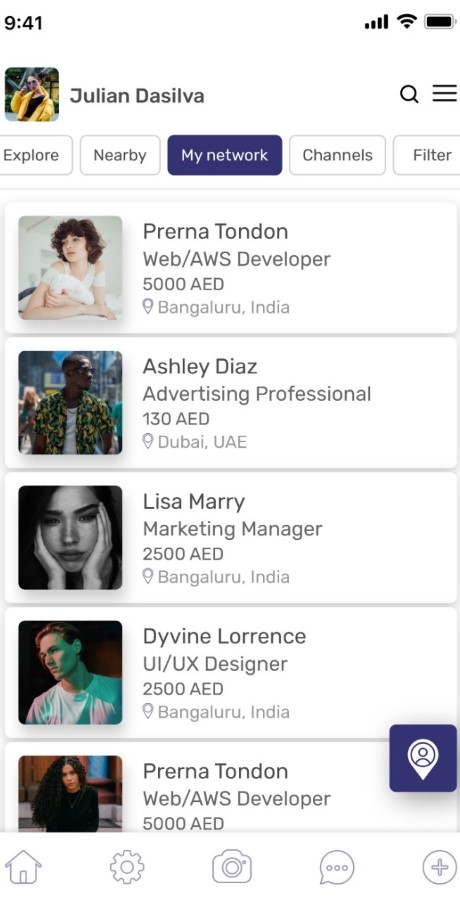 9:41
Julian Dasilva
Explore Nearby My network Channels Filter
Prerna Tondon
Web/AWS Developer
5000 AED
Bangaluru, India
Ashley Diaz
Advertising Professional
130 AED
Dubai, UAE
Lisa Marry
Marketing Manager
2500 AED
Bangaluru, India
Dyvine Lorrence
UI/UX Designer
2500 AED
Bangaluru, India
Prerna Tondon
Web/AWS Developer
5000 AED